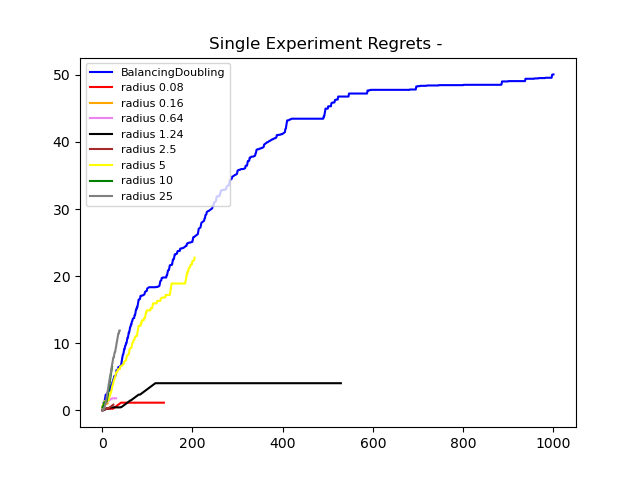 Single Experiment Regrets -
BalancingDoubling
radius 0.08
radius 0.16
radius 0.64
radius 1.24
radius 2.5
radius 5
radius 10
radius 25
50
40
30
20
10
0
0 200 400 600 800 1000